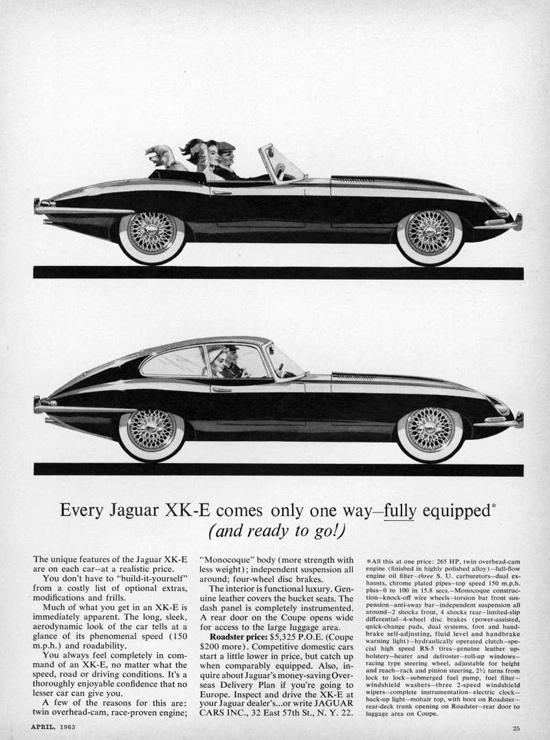 Every Jaguar XK-E comes only one way—fully equipped*
(and ready to go!)
The unique features of the Jaguar XK-E
are on each car—at a realistic price.
You don't have to "build-it-yourself"
from a costly list of optional extras,
modifications and frills.
Much of what you get in an XK-E is
immediately apparent. The long, sleek,
aerodynamic look of the car tells at a
glance of its phenomenal speed (150
m.p.h.) and roadability.
You always feel completely in com-
mand of an XK-E, no matter what the
speed, road or driving conditions. It's a
thoroughly enjoyable confidence that no
lesser car can give you.
A few of the reasons for this are:
twin overhead-cam, race-proven engine;
"Monocoque" body (more strength with
less weight); independent suspension all
around; four-wheel disc brakes.
The interior is functional luxury. Gen-
uine leather covers the bucket seats. The
dash panel is completely instrumented.
A rear door on the Coupe opens wide
for access to the large luggage area.
Roadster price: $5,325 P.O.E. (Coupe
$200 more). Competitive domestic cars
start a little lower in price, but catch up
when comparably equipped. Also, in-
quire about Jaguar's money-saving Over-
seas Delivery Plan if you're going to
Europe. Inspect and drive the XK-E at
your Jaguar dealer's...or write JAGUAR
CARS INC., 32 East 57th St., N. Y. 22.
*All this at one price: 265 HP, twin overhead-cam
engine (finished in highly polished alloy)—full-flow
engine oil filter—three S. U. carburetors—dual ex-
hausts, chrome plated pipes—top speed 150 m.p.h.
plus—0 to 100 in 15.8 secs.—Monocoque construc-
tion—knock-off wire wheels—torsion bar front sus-
pension—anti-sway bar—independent suspension all
around—2 shocks front, 4 shocks rear—limited-slip
differential—4-wheel disc brakes (power-assisted,
quick-change pads, dual systems, foot and hand-
brake self-adjusting, fluid level and handbrake
warning light)—hydraulically operated clutch—spe-
cial high speed RS-5 tires—genuine leather up-
holstery—heater and defroster—roll-up windows—
racing type steering wheel, adjustable for height
and reach—rack and pinion steering, 2½ turns from
lock to lock—submerged fuel pump, fuel filter—
windshield washers—three 2-speed windshield
wipers—complete instrumentation—electric clock—
back-up light—mohair top, with boot on Roadster—
rear-deck trunk opening on Roadster—rear door to
luggage area on Coupe.
APRIL, 1963
25